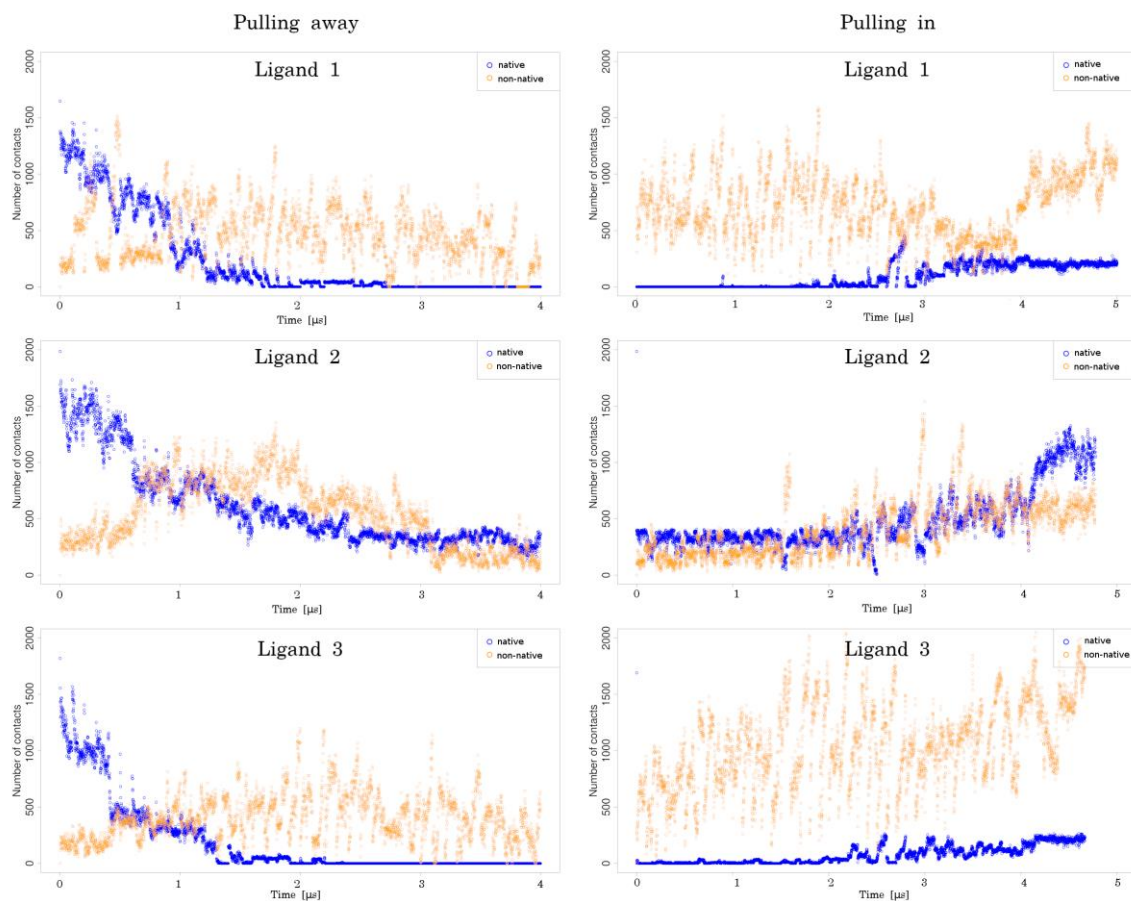 Pulling away
Pulling in
Ligand 1
native
non-native
Number of contacts
0
500
1000
1500
2000
0
1
2
3
4
Time [µs]
Ligand 1
native
non-native
Number of contacts
0
500
1000
1500
2000
0
1
2
3
4
5
Time [µs]
Ligand 2
native
non-native
Number of contacts
0
500
1000
1500
2000
0
1
2
3
4
Time [µs]
Ligand 2
native
non-native
Number of contacts
0
500
1000
1500
2000
0
1
2
3
4
5
Time [µs]
Ligand 3
native
non-native
Number of contacts
0
500
1000
1500
2000
0
1
2
3
4
Time [µs]
Ligand 3
native
non-native
Number of contacts
0
500
1000
1500
2000
0
1
2
3
4
5
Time [µs]